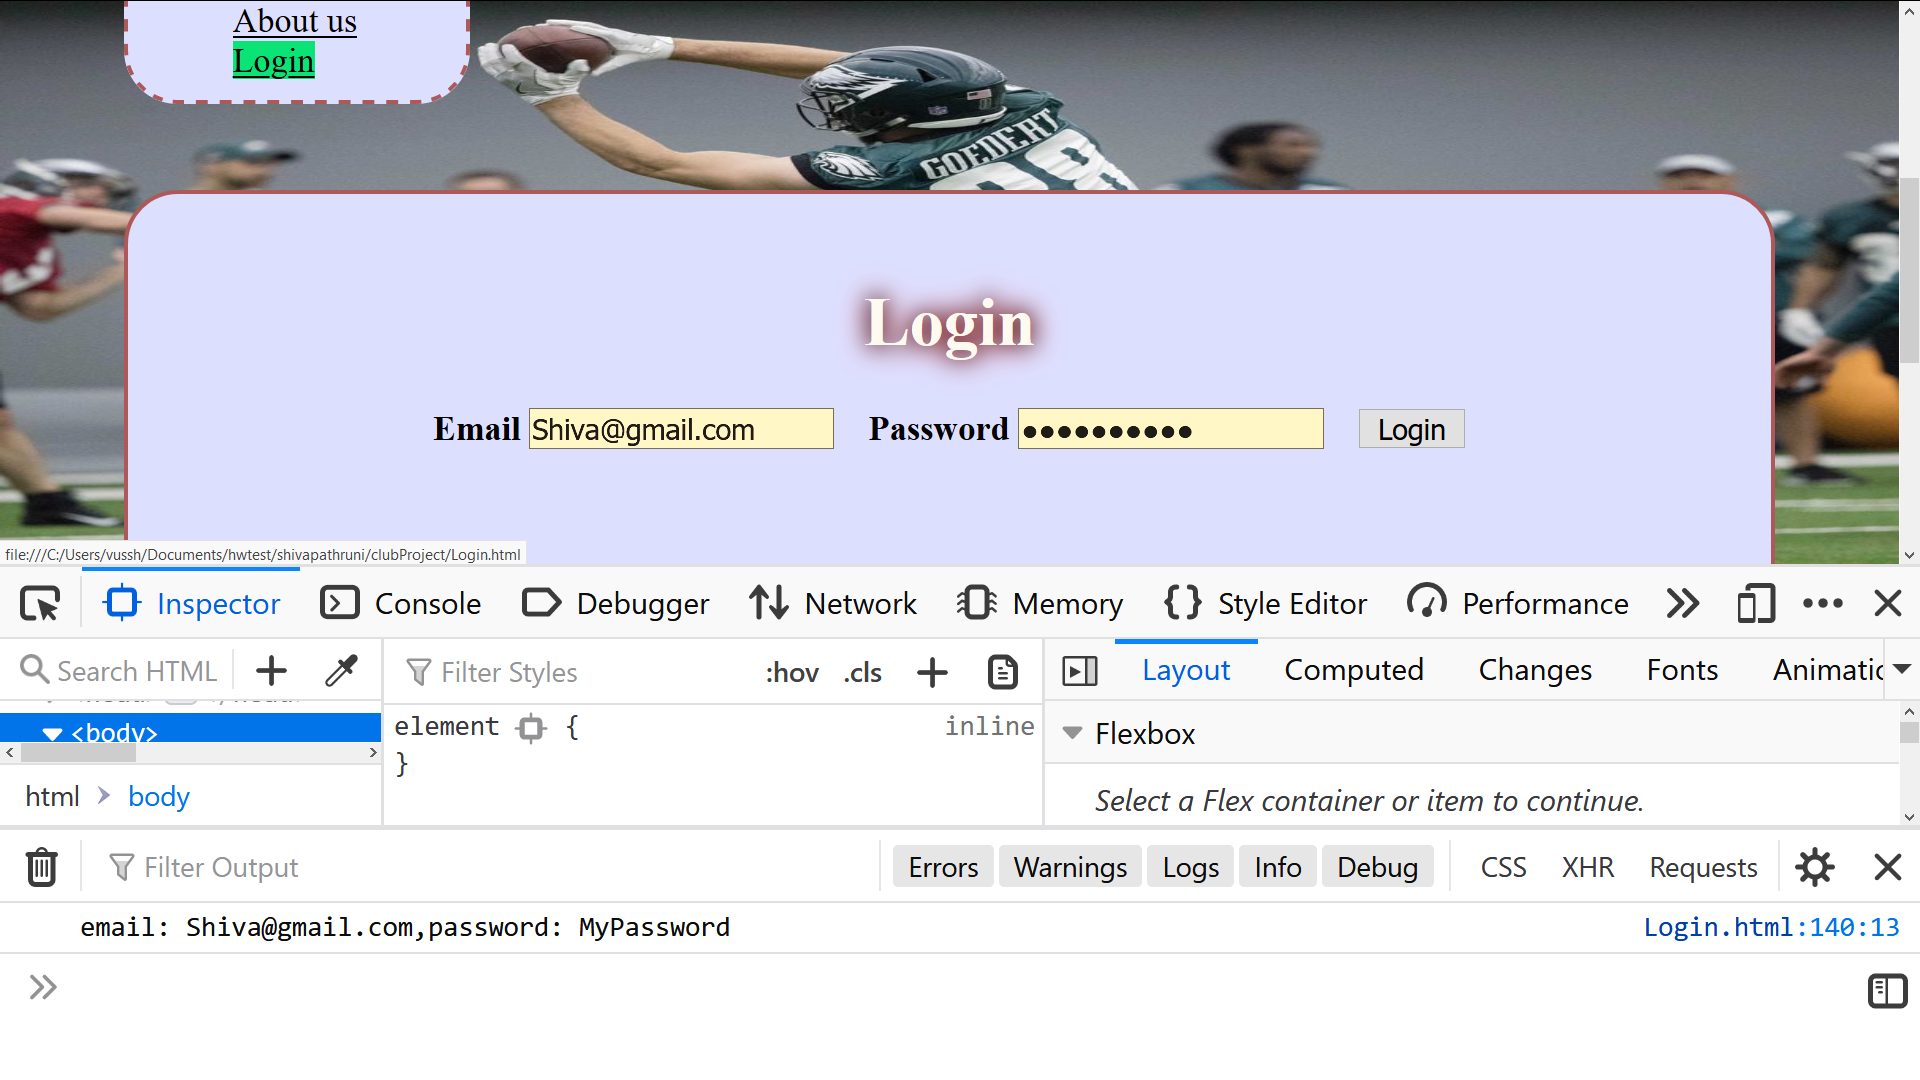 About us
Login
GOEDERT
Login
Email Shiva@gmail.com Password ●●●●●●●●●● Login
file:///C:/Users/vussh/Documents/hwtest/shivapathruni/clubProject/Login.html
Inspector Console Debugger Network Memory Style Editor Performance
Search HTML
Filter Styles :hov .cls
Layout Computed Changes Fonts Animatic
<body>
element { inline
}
Flexbox
html body
Select a Flex container or item to continue.
Filter Output Errors Warnings Logs Info Debug CSS XHR Requests
email: Shiva@gmail.com,password: MyPassword Login.html:140:13